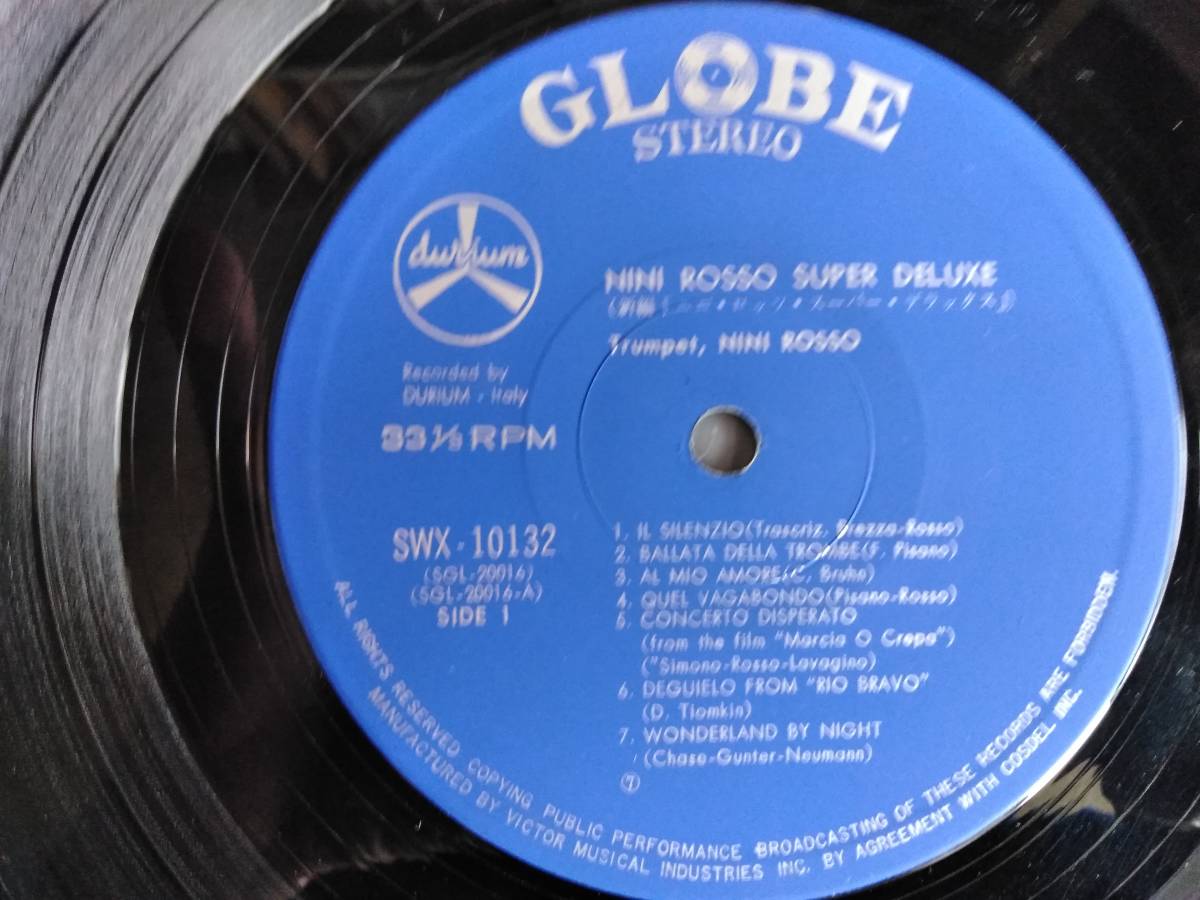 GLOBE
STEREO
durium
Recorded by
DURIUM - Italy
33 1/3 RPM
NINI ROSSO SUPER DELUXE
Trumpet, NINI ROSSO
SWX-10132
(SGL-20016)
(SGL-20016-A)
SIDE 1
1. IL SILENZIO(Trascriz. Brezza-Rosso)
2. BALLATA DELLA TROMBE(F. Pisano)
3. AL MIO AMORE(C. Bruhn)
4. QUEL VAGABONDO(Pisano-Rosso)
5. CONCERTO DISPERATO
(from the film "Marcia O Crepa")
("Simono-Rosso-Lavagino)
6. DEGUIELO FROM "RIO BRAVO"
(D. Tiomkin)
7. WONDERLAND BY NIGHT
(Chase-Gunter-Neumann)
ALL RIGHTS RESERVED. COPYING PUBLIC PERFORMANCE BROADCASTING OF THESE RECORDS ARE FORBIDDEN.
MANUFACTURED BY VICTOR MUSICAL INDUSTRIES INC. BY AGREEMENT WITH COSDEL INC.